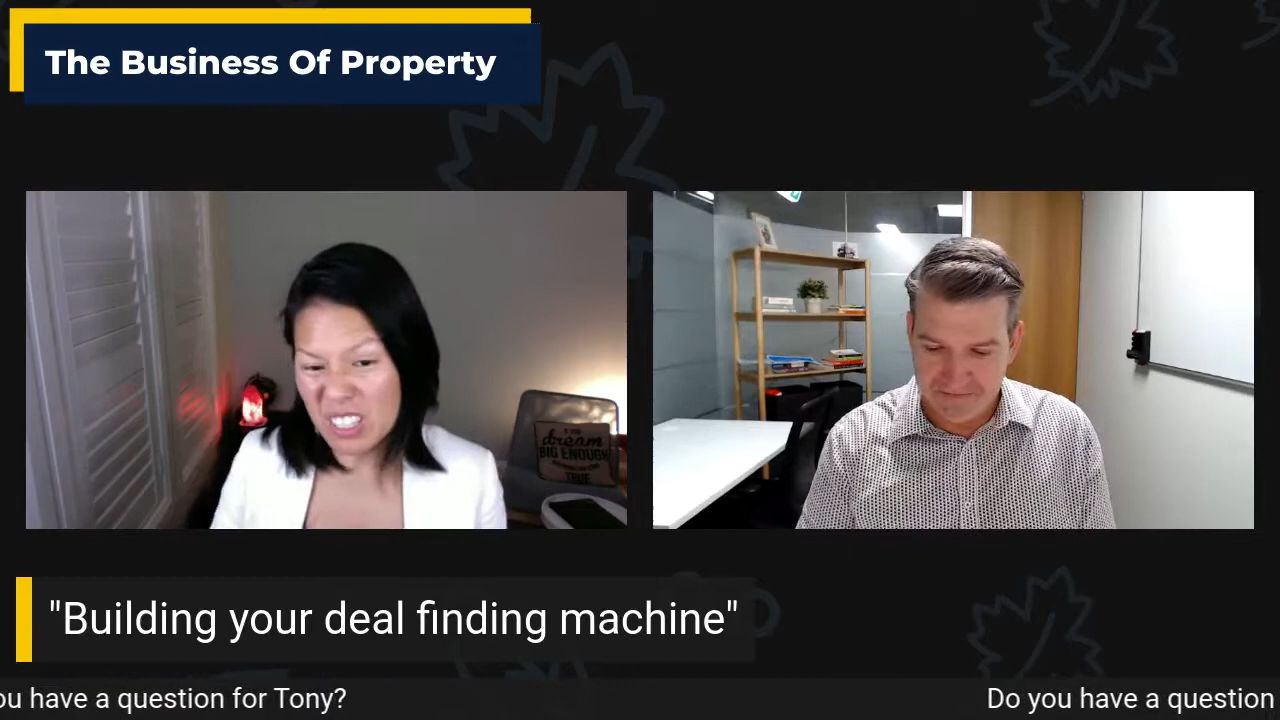 The Business Of Property
dream
BIG ENOUGH
TRUE
"Building your deal finding machine"
ou have a question for Tony?
Do you have a question